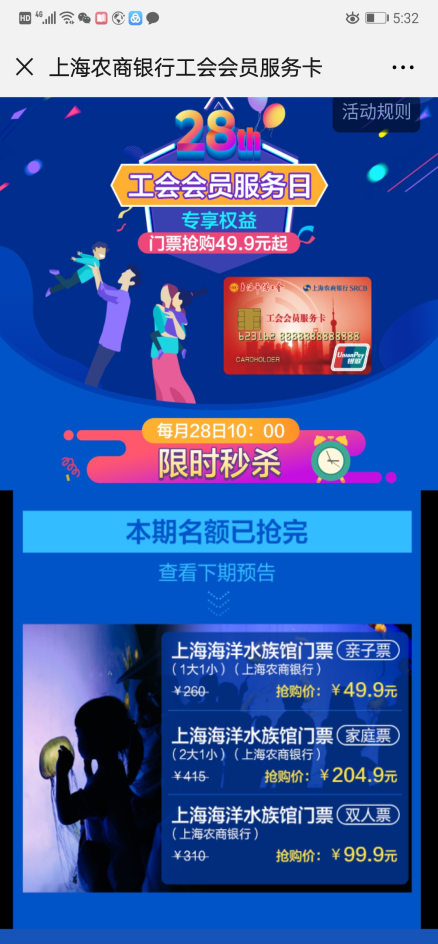 HD 4G 5:32
上海农商银行工会会员服务卡
活动规则
28th
工会会员服务日
专享权益
门票抢购49.9元起
上海农商银行 SRCB
工会会员服务卡
623162 8888888888888
CARDHOLDER
UnionPay
银联
每月28日10：00
限时秒杀
本期名额已抢完
查看下期预告
上海海洋水族馆门票 亲子票
（1大1小）（上海农商银行）
￥260 抢购价：￥49.9元
上海海洋水族馆门票 家庭票
（2大1小）（上海农商银行）
￥415 抢购价：￥204.9元
上海海洋水族馆门票 双人票
（上海农商银行）
￥310 抢购价：￥99.9元